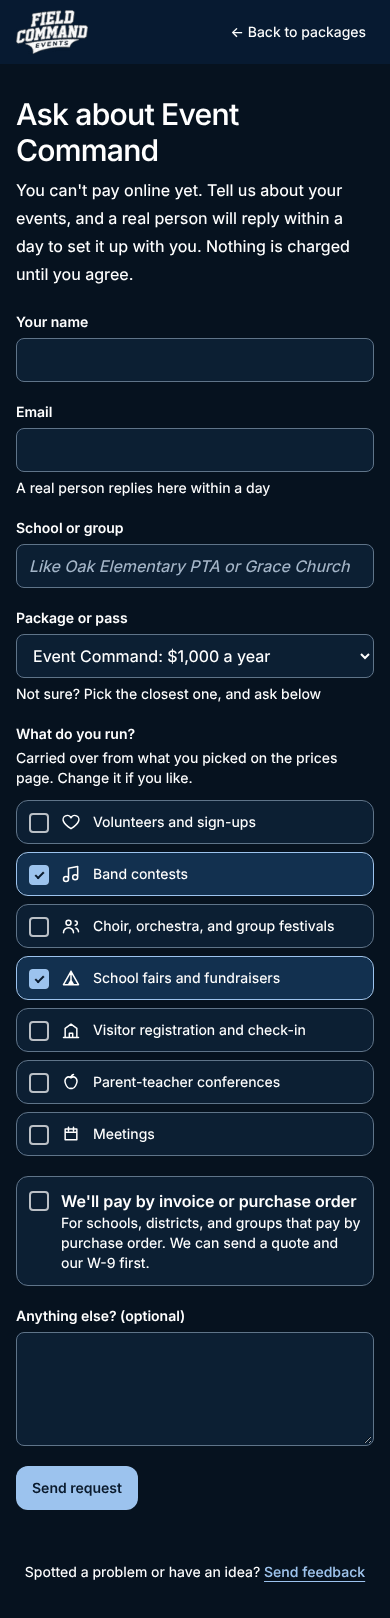 FIELD
COMMAND
EVENTS
← Back to packages
Ask about Event
Command
You can't pay online yet. Tell us about your
events, and a real person will reply within a
day to set it up with you. Nothing is charged
until you agree.
Your name
Email
A real person replies here within a day
School or group
Like Oak Elementary PTA or Grace Church
Package or pass
Event Command: $1,000 a year
Not sure? Pick the closest one, and ask below
What do you run?
Carried over from what you picked on the prices
page. Change it if you like.
Volunteers and sign-ups
Band contests
Choir, orchestra, and group festivals
School fairs and fundraisers
Visitor registration and check-in
Parent-teacher conferences
Meetings
We'll pay by invoice or purchase order
For schools, districts, and groups that pay by
purchase order. We can send a quote and
our W-9 first.
Anything else? (optional)
Send request
Spotted a problem or have an idea? Send feedback